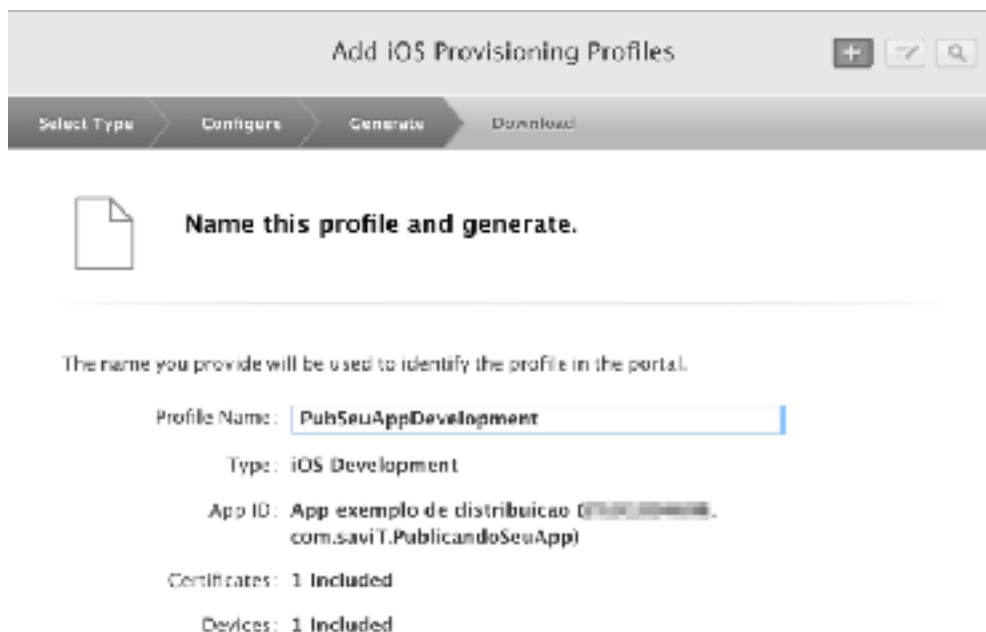 Add iOS Provisioning Profiles
Select Type Configure Generate Download
Name this profile and generate.
The name you provide will be used to identify the profile in the portal.
Profile Name: PubSeuAppDevelopment
Type: iOS Development
App ID: App exemplo de distribuicao (
com.saviT.PublicandoSeuApp)
Certificates: 1 Included
Devices: 1 Included